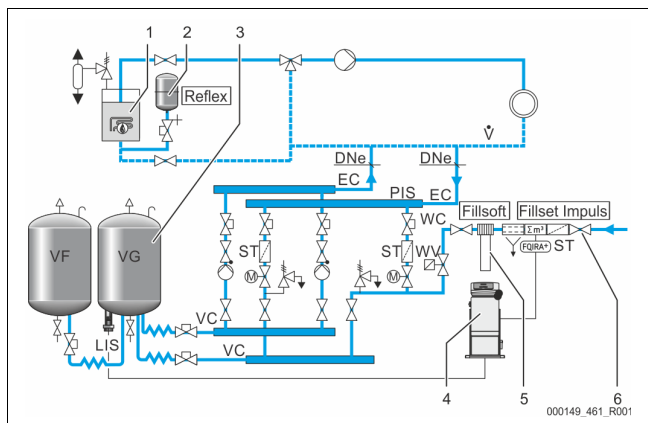 1
2
3
Reflex
V̇
DNe
DNe
EC
PIS
EC
Fillsoft
Fillset Impuls
WC
Σm³
FQIRA+
ST
ST
ST
WV
M
M
VF
VG
VC
LIS
VC
4
5
6
000149_461_R001